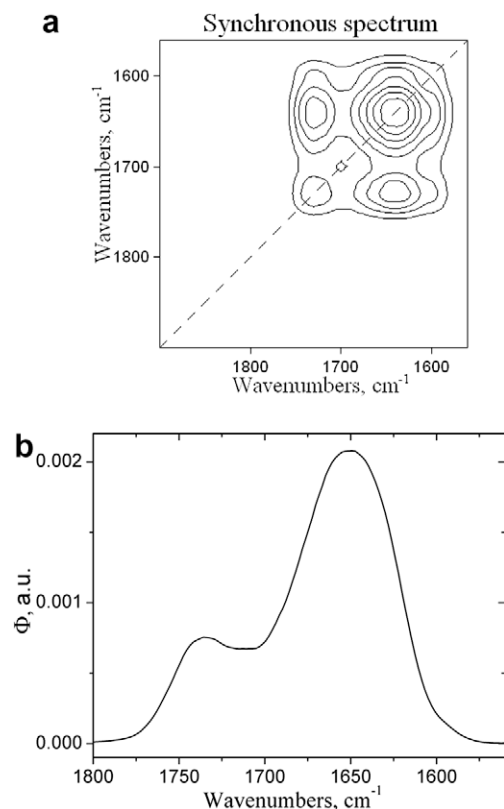 a
Synchronous spectrum
Wavenumbers, cm⁻¹
1600
1700
1800
1800 1700 1600
Wavenumbers, cm⁻¹
b
Φ, a.u.
0.002
0.001
0.000
1800 1750 1700 1650 1600
Wavenumbers, cm⁻¹